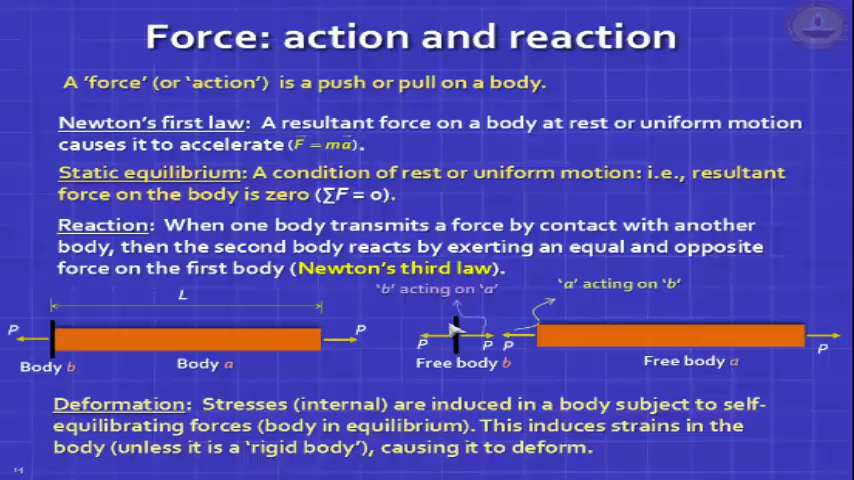 Force: action and reaction
A 'force' (or 'action') is a push or pull on a body.
Newton's first law: A resultant force on a body at rest or uniform motion
causes it to accelerate (F = ma).
Static equilibrium: A condition of rest or uniform motion: i.e., resultant
force on the body is zero (∑F = 0).
Reaction: When one body transmits a force by contact with another
body, then the second body reacts by exerting an equal and opposite
force on the first body (Newton's third law).
L
'b' acting on 'a'
'a' acting on 'b'
P
P
P
P
P
P
Body b
Body a
Free body b
Free body a
Deformation: Stresses (internal) are induced in a body subject to self-
equilibrating forces (body in equilibrium). This induces strains in the
body (unless it is a 'rigid body'), causing it to deform.